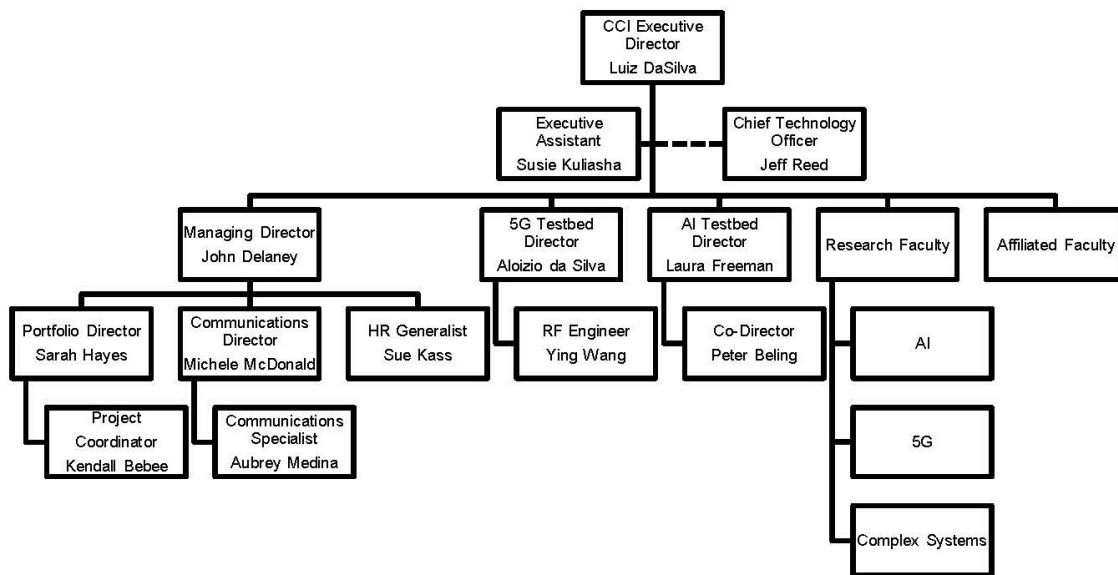 CCI Executive
Director
Luiz DaSilva
Executive
Assistant
Susie Kuliasha
Chief Technology
Officer
Jeff Reed
Managing Director
John Delaney
5G Testbed
Director
Aloizio da Silva
AI Testbed
Director
Laura Freeman
Research Faculty
Affiliated Faculty
Portfolio Director
Sarah Hayes
Communications
Director
Michele McDonald
HR Generalist
Sue Kass
RF Engineer
Ying Wang
Co-Director
Peter Beling
AI
Project
Coordinator
Kendall Bebee
Communications
Specialist
Aubrey Medina
5G
Complex Systems